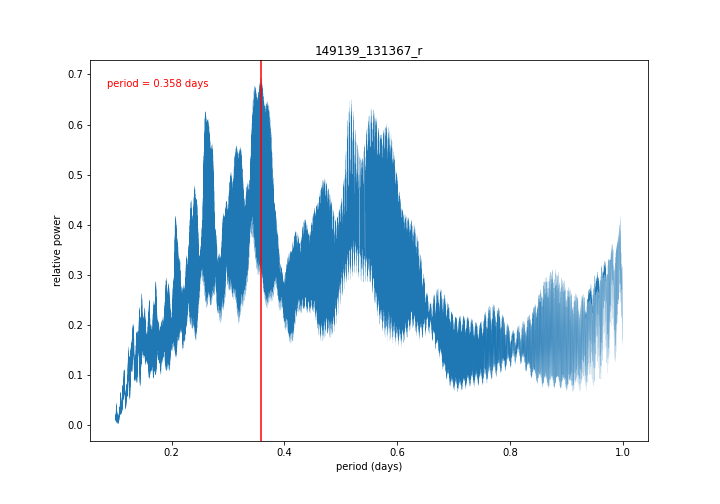 149139_131367_r
period = 0.358 days
relative power
0.7
0.6
0.5
0.4
0.3
0.2
0.1
0.0
0.2 0.4 0.6 0.8 1.0
period (days)